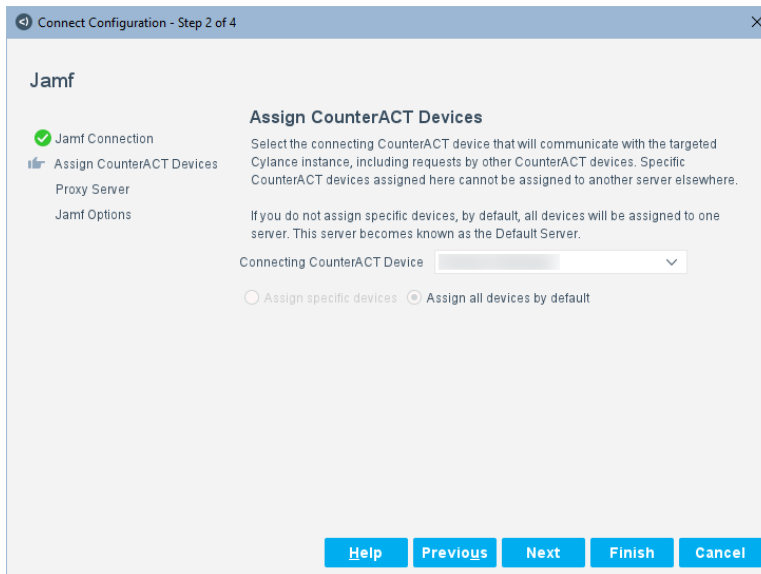 Connect Configuration - Step 2 of 4
Jamf
Jamf Connection
Assign CounterACT Devices
Proxy Server
Jamf Options
Assign CounterACT Devices
Select the connecting CounterACT device that will communicate with the targeted
Cylance instance, including requests by other CounterACT devices. Specific
CounterACT devices assigned here cannot be assigned to another server elsewhere.
If you do not assign specific devices, by default, all devices will be assigned to one
server. This server becomes known as the Default Server.
Connecting CounterACT Device
Assign specific devices Assign all devices by default
Help Previous Next Finish Cancel